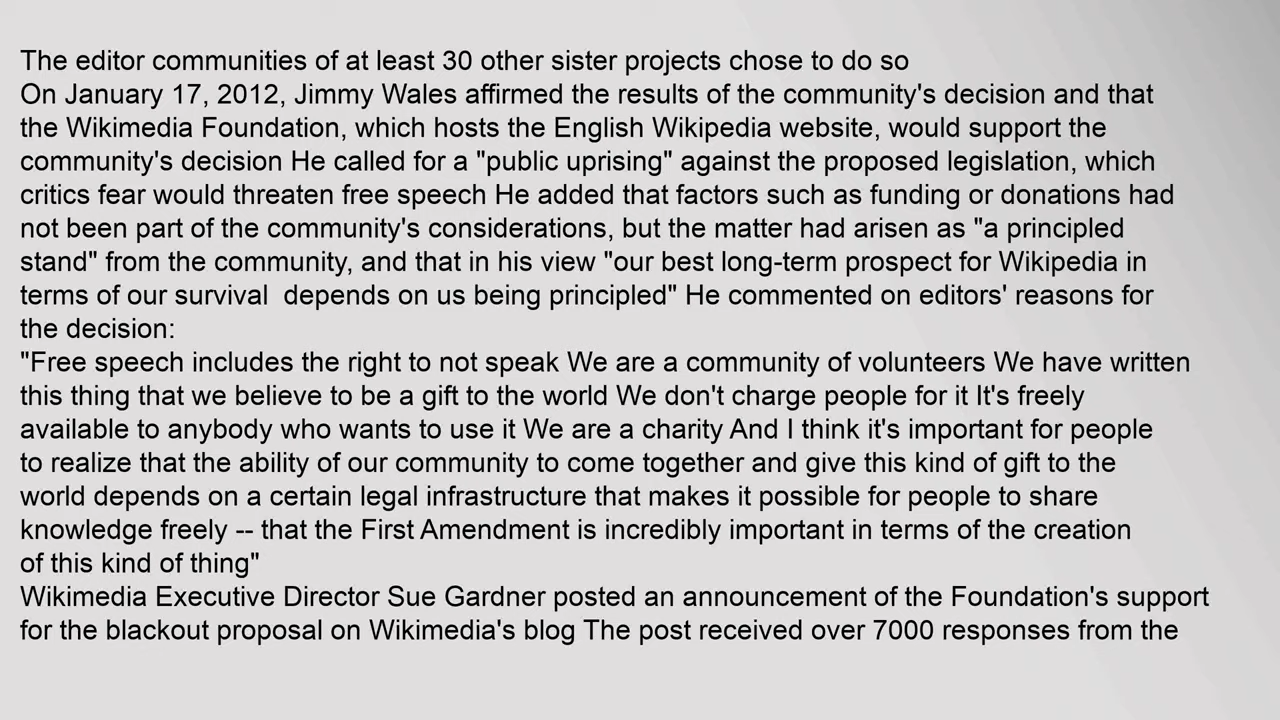 The editor communities of at least 30 other sister projects chose to do so
On January 17, 2012, Jimmy Wales affirmed the results of the community's decision and that
the Wikimedia Foundation, which hosts the English Wikipedia website, would support the
community's decision He called for a "public uprising" against the proposed legislation, which
critics fear would threaten free speech He added that factors such as funding or donations had
not been part of the community's considerations, but the matter had arisen as "a principled
stand" from the community, and that in his view "our best long-term prospect for Wikipedia in
terms of our survival  depends on us being principled" He commented on editors' reasons for
the decision:
"Free speech includes the right to not speak We are a community of volunteers We have written
this thing that we believe to be a gift to the world We don't charge people for it It's freely
available to anybody who wants to use it We are a charity And I think it's important for people
to realize that the ability of our community to come together and give this kind of gift to the
world depends on a certain legal infrastructure that makes it possible for people to share
knowledge freely -- that the First Amendment is incredibly important in terms of the creation
of this kind of thing"
Wikimedia Executive Director Sue Gardner posted an announcement of the Foundation's support
for the blackout proposal on Wikimedia's blog The post received over 7000 responses from the